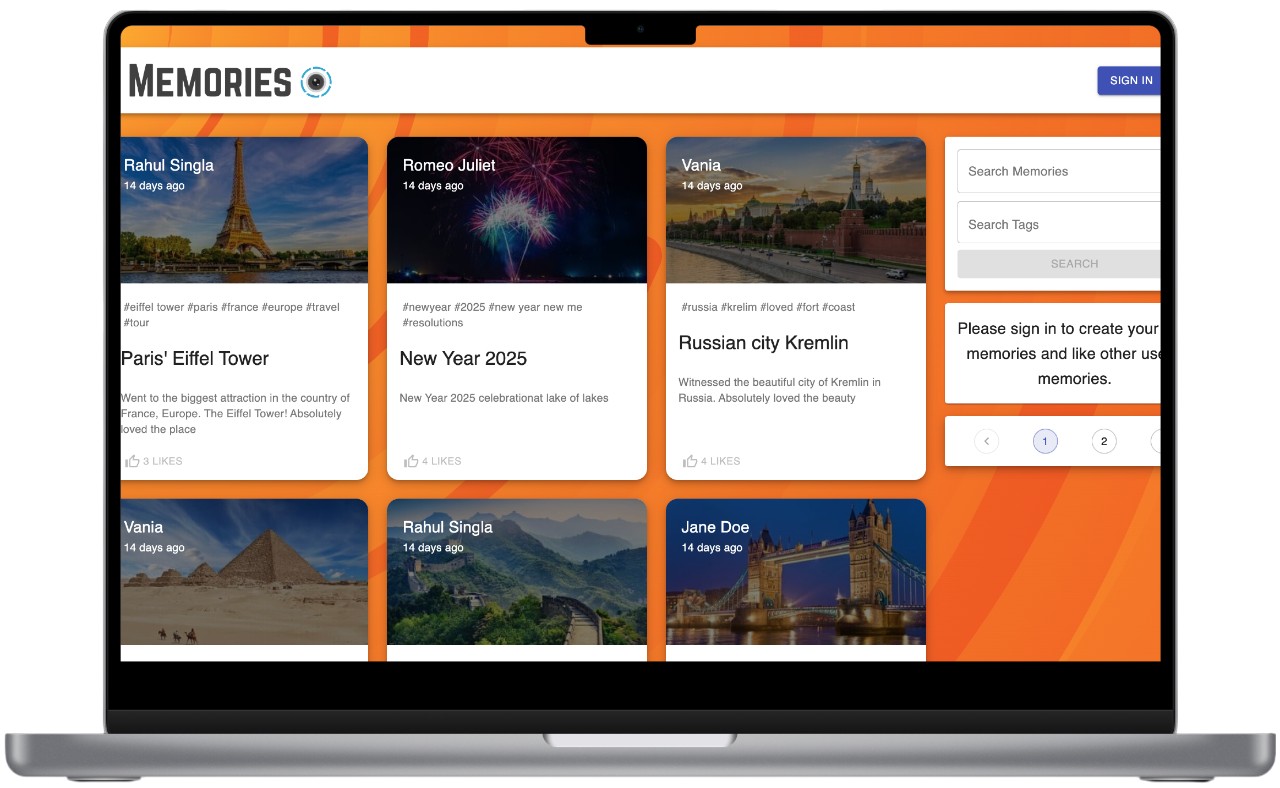 MEMORIES
SIGN IN
Rahul Singla
14 days ago
#eiffel tower #paris #france #europe #travel
#tour
Paris' Eiffel Tower
Went to the biggest attraction in the country of
France, Europe. The Eiffel Tower! Absolutely
loved the place
3 LIKES
Romeo Juliet
14 days ago
#newyear #2025 #new year new me
#resolutions
New Year 2025
New Year 2025 celebrationat lake of lakes
4 LIKES
Vania
14 days ago
#russia #krelim #loved #fort #coast
Russian city Kremlin
Witnessed the beautiful city of Kremlin in
Russia. Absolutely loved the beauty
4 LIKES
Search Memories
Search Tags
SEARCH
Please sign in to create your
memories and like other use
memories.
1
2
Vania
14 days ago
Rahul Singla
14 days ago
Jane Doe
14 days ago